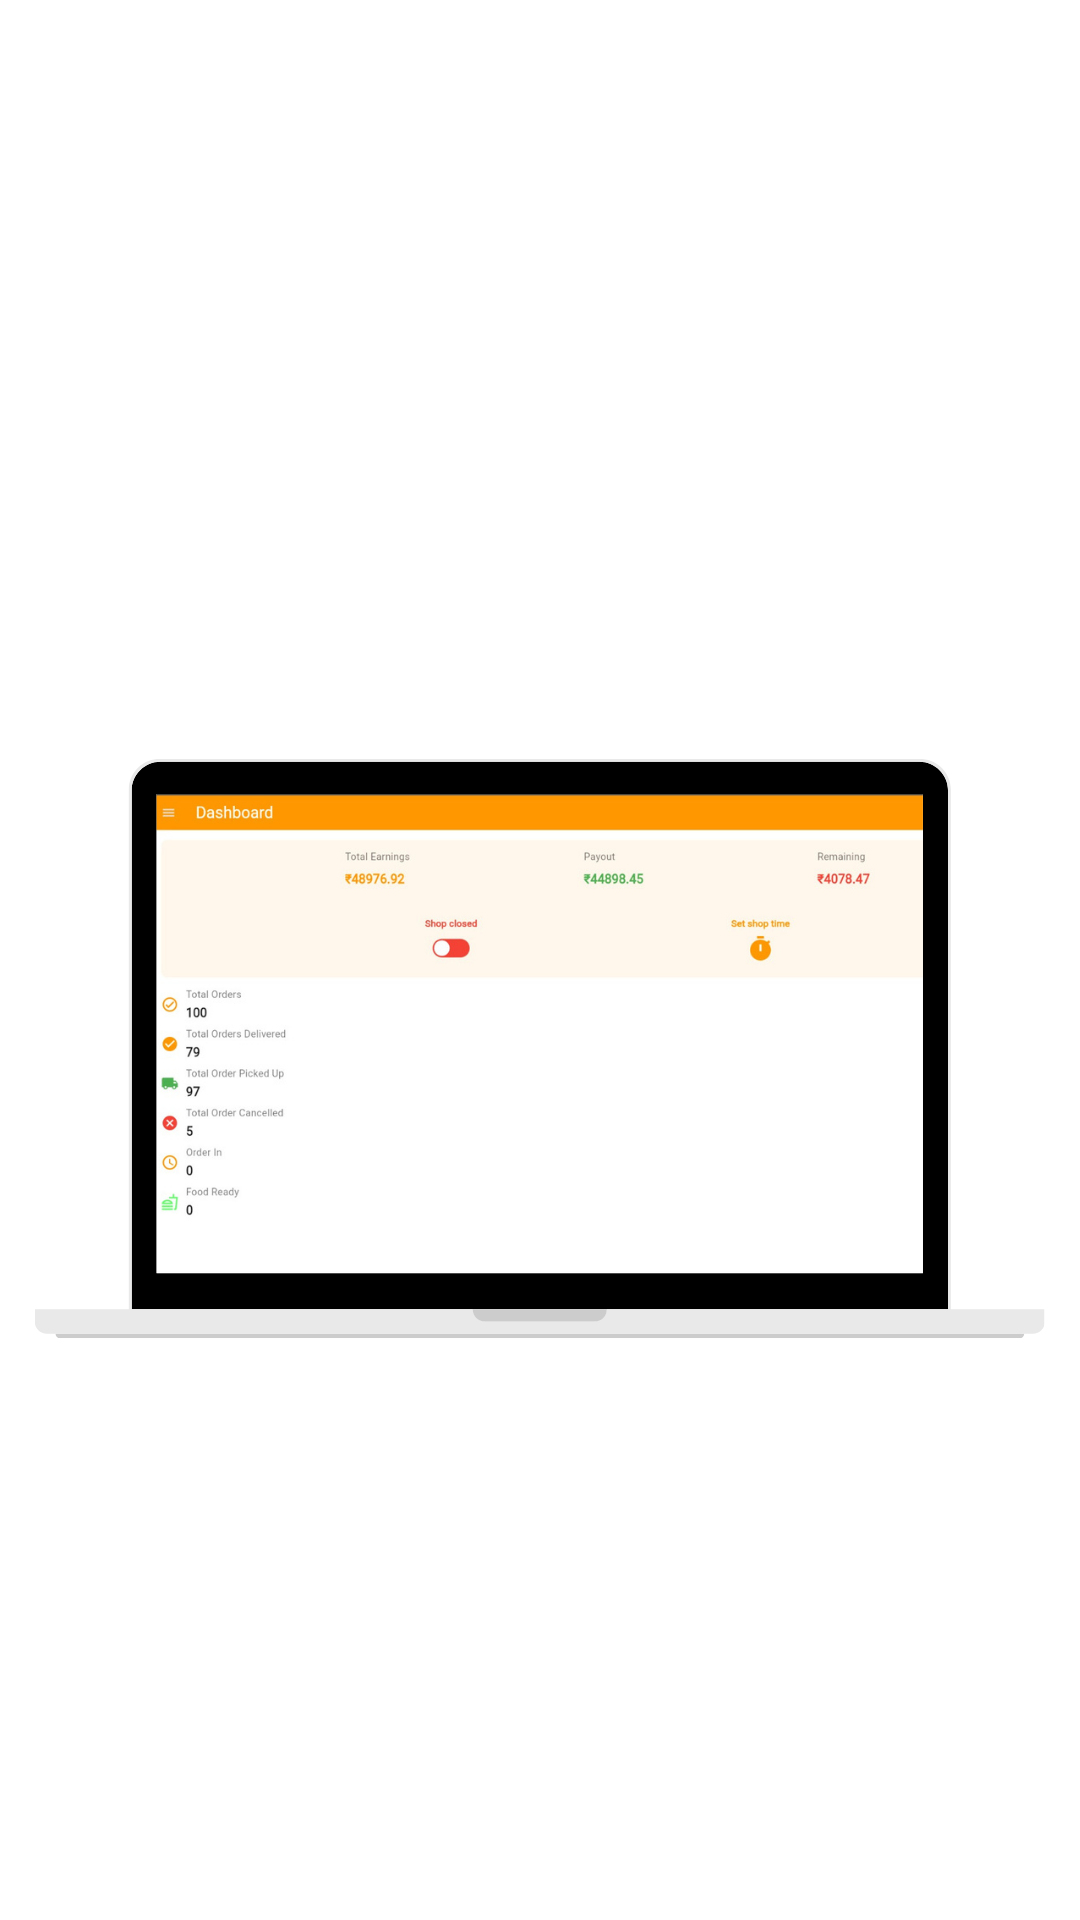 Dashboard
Total Earnings Payout Remaining
₹48976.92 ₹44898.45 ₹4078.47
Shop closed Set shop time
Total Orders
100
Total Orders Delivered
79
Total Order Picked Up
97
Total Order Cancelled
5
Order In
0
Food Ready
0